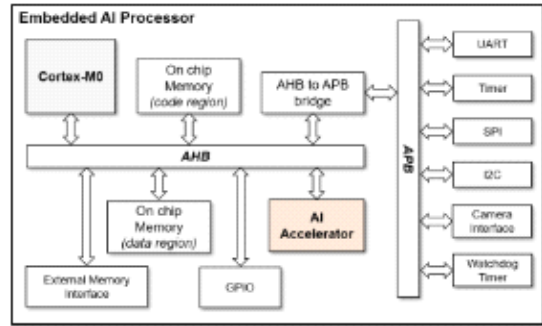 Embedded AI Processor
Cortex-M0
On chip
Memory
(code region)
AHB to APB
bridge
AHB
On chip
Memory
(data region)
AI
Accelerator
External Memory
Interface
GPIO
APB
UART
Timer
SPI
I2C
Camera
Interface
Watchdog
Timer